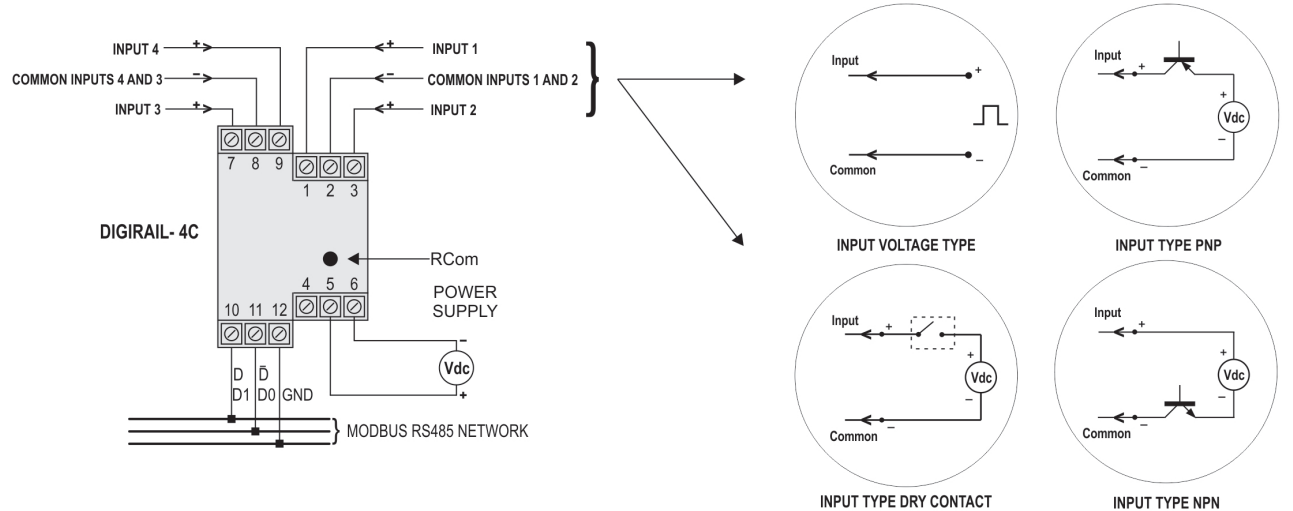 INPUT 4
COMMON INPUTS 4 AND 3
INPUT 3
+
-
+
+
-
+
INPUT 1
COMMON INPUTS 1 AND 2
INPUT 2
7 8 9
1 2 3
DIGIRAIL- 4C
RCom
4 5 6
POWER
SUPPLY
10 11 12
-
Vdc
+
D D̄
D1 D0 GND
MODBUS RS485 NETWORK
Input
+
–
Common
INPUT VOLTAGE TYPE
Input
+
+
Vdc
–
–
Common
INPUT TYPE PNP
Input
+
+
Vdc
–
–
Common
INPUT TYPE DRY CONTACT
Input
+
+
Vdc
–
–
Common
INPUT TYPE NPN